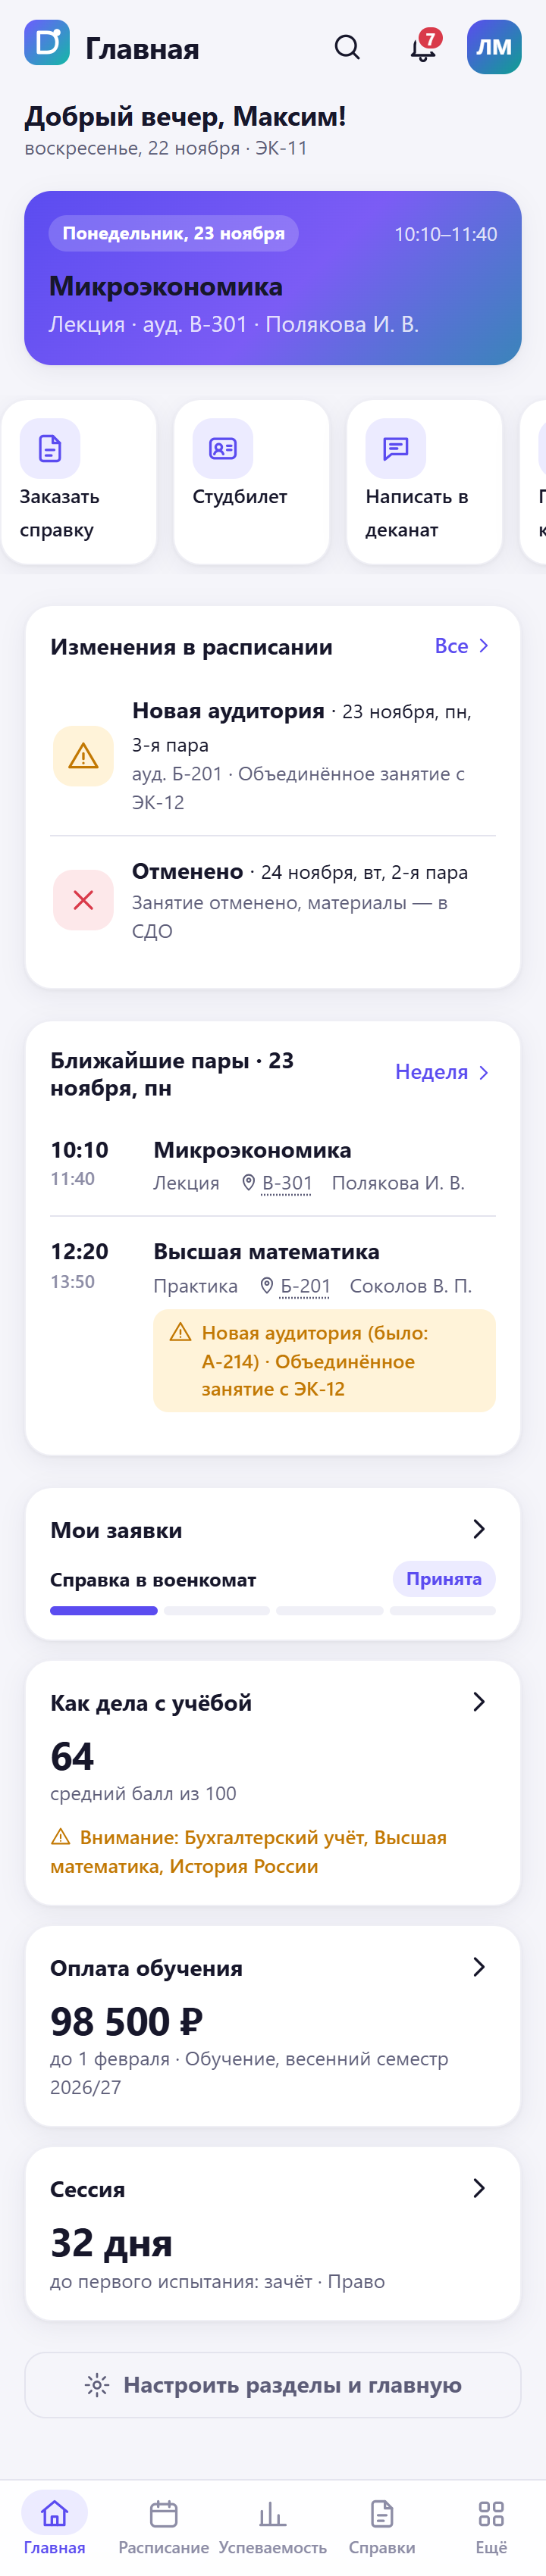 D
Главная
7
ЛМ
Добрый вечер, Максим!
воскресенье, 22 ноября · ЭК-11
Понедельник, 23 ноября
10:10–11:40
Микроэкономика
Лекция · ауд. В-301 · Полякова И. В.
Заказать
справку
Студбилет
Написать в
деканат
Изменения в расписании
Все
Новая аудитория · 23 ноября, пн,
3-я пара
ауд. Б-201 · Объединённое занятие с
ЭК-12
Отменено · 24 ноября, вт, 2-я пара
Занятие отменено, материалы — в
СДО
Ближайшие пары · 23
ноября, пн
Неделя
10:10
Микроэкономика
11:40
Лекция В-301 Полякова И. В.
12:20
Высшая математика
13:50
Практика Б-201 Соколов В. П.
Новая аудитория (было:
А-214) · Объединённое
занятие с ЭК-12
Мои заявки
Справка в военкомат
Принята
Как дела с учёбой
64
средний балл из 100
Внимание: Бухгалтерский учёт, Высшая
математика, История России
Оплата обучения
98 500 ₽
до 1 февраля · Обучение, весенний семестр
2026/27
Сессия
32 дня
до первого испытания: зачёт · Право
Настроить разделы и главную
Главная
Расписание
Успеваемость
Справки
Ещё